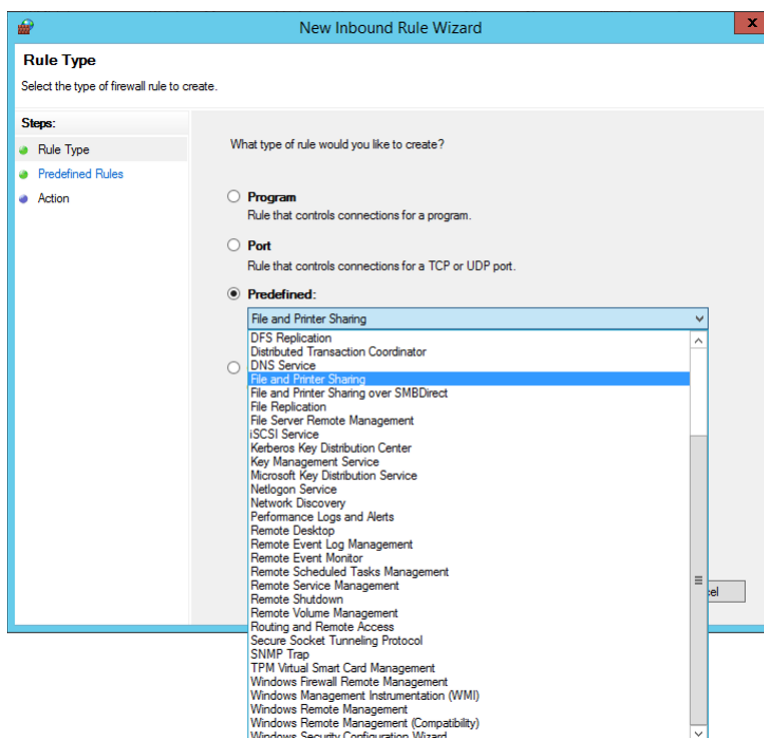 New Inbound Rule Wizard
x
Rule Type
Select the type of firewall rule to create.
Steps:
Rule Type
Predefined Rules
Action
What type of rule would you like to create?
Program
Rule that controls connections for a program.
Port
Rule that controls connections for a TCP or UDP port.
Predefined:
File and Printer Sharing
DFS Replication
Distributed Transaction Coordinator
DNS Service
File and Printer Sharing
File and Printer Sharing over SMBDirect
File Replication
File Server Remote Management
iSCSI Service
Kerberos Key Distribution Center
Key Management Service
Microsoft Key Distribution Service
Netlogon Service
Network Discovery
Performance Logs and Alerts
Remote Desktop
Remote Event Log Management
Remote Event Monitor
Remote Scheduled Tasks Management
Remote Service Management
Remote Shutdown
Remote Volume Management
Routing and Remote Access
Secure Socket Tunneling Protocol
SNMP Trap
TPM Virtual Smart Card Management
Windows Firewall Remote Management
Windows Management Instrumentation (WMI)
Windows Remote Management
Windows Remote Management (Compatibility)
Windows Security Configuration Wizard